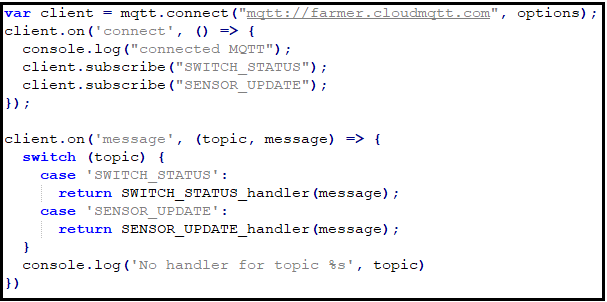 var client = mqtt.connect("mqtt://farmer.cloudmqtt.com", options);
client.on('connect', () => {
  console.log("connected MQTT");
  client.subscribe("SWITCH_STATUS");
  client.subscribe("SENSOR_UPDATE");
});

client.on('message', (topic, message) => {
  switch (topic) {
    case 'SWITCH_STATUS':
      return SWITCH_STATUS_handler(message);
    case 'SENSOR_UPDATE':
      return SENSOR_UPDATE_handler(message);
  }
  console.log('No handler for topic %s', topic)
})